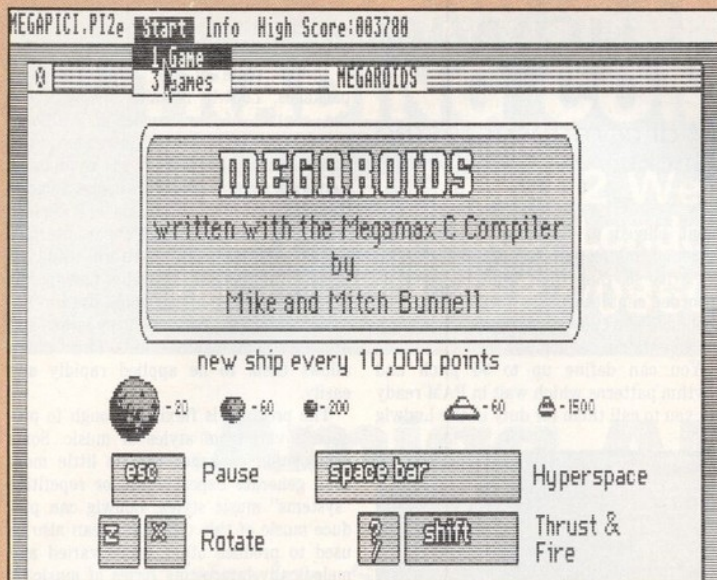 MEGAPIC1.PI2e Start Info High Score:003780
1 Game
3 Games
MEGAROIDS
MEGAROIDS
written with the Megamax C Compiler
by
Mike and Mitch Bunnell
new ship every 10,000 points
-20 -60 -200 -60 -1500
esc Pause space bar Hyperspace
Z X Rotate ? shift Thrust &
Fire